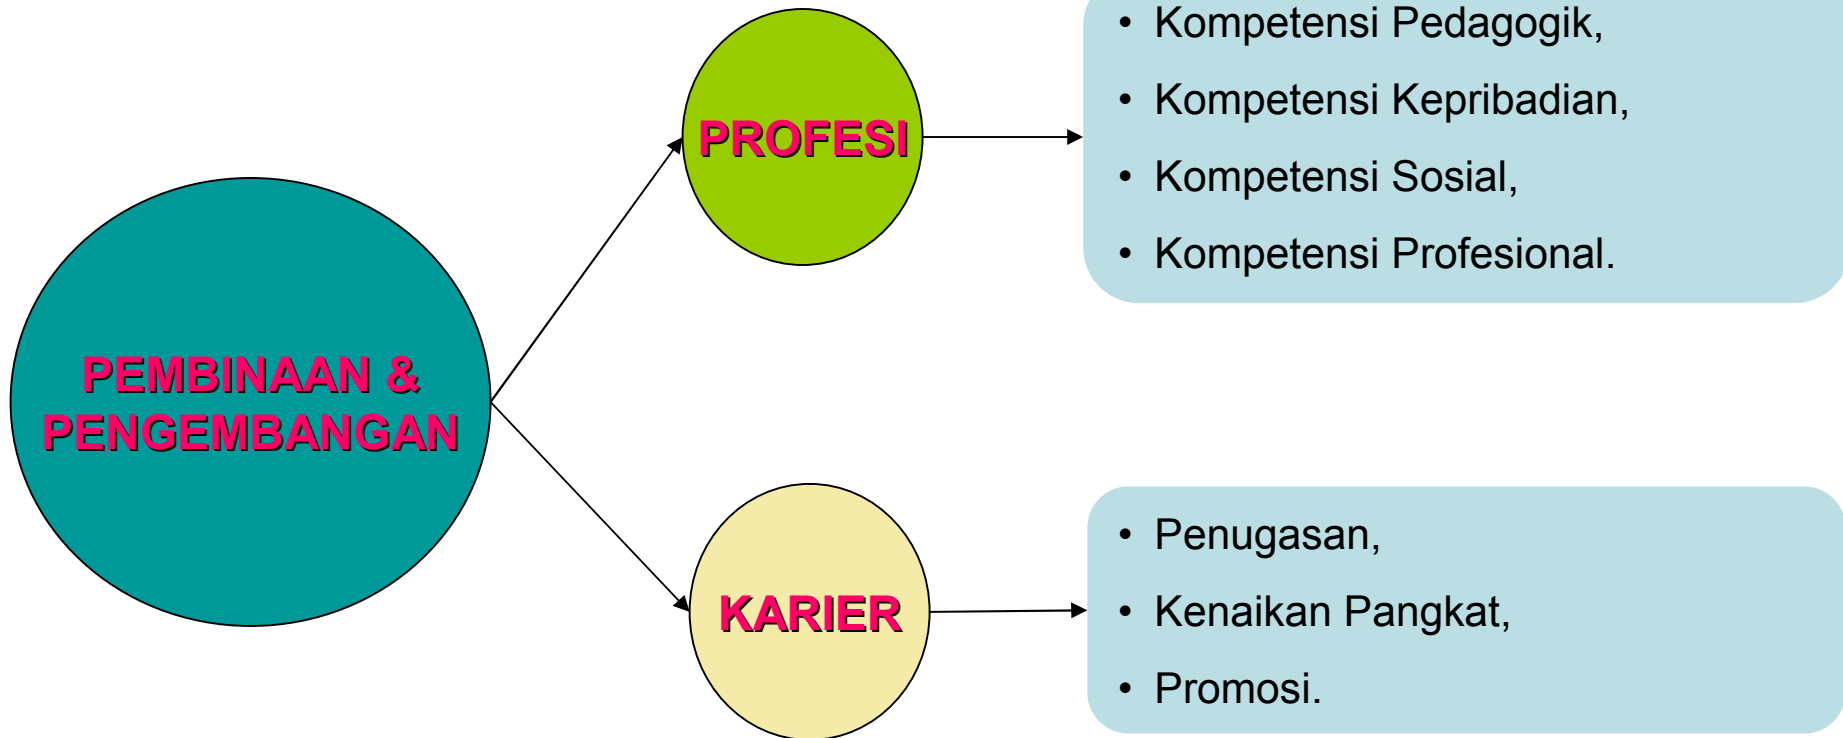 PEMBINAAN &
PENGEMBANGAN
PROFESI
• Kompetensi Pedagogik,
• Kompetensi Kepribadian,
• Kompetensi Sosial,
• Kompetensi Profesional.
KARIER
• Penugasan,
• Kenaikan Pangkat,
• Promosi.